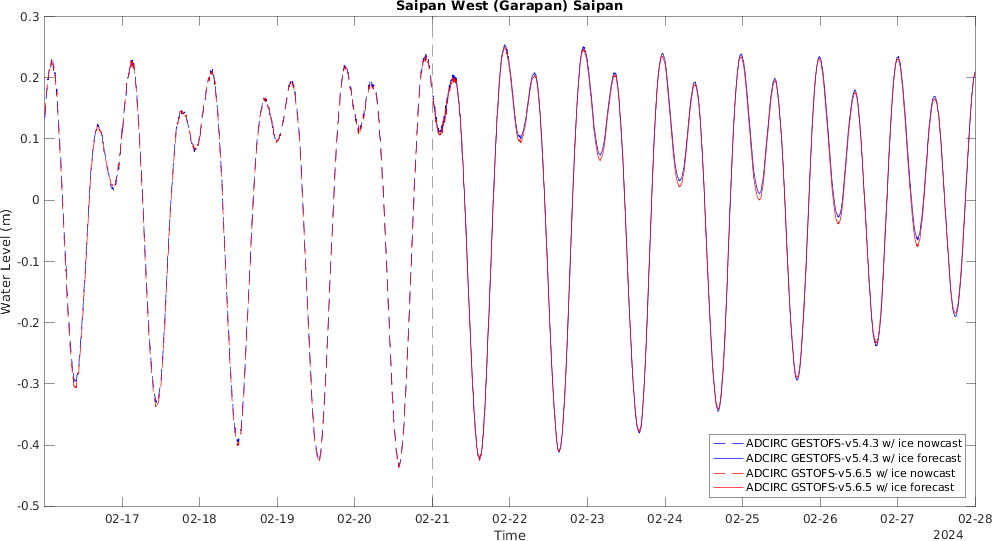 Saipan West (Garapan) Saipan
0.3
0.2
0.1
0
-0.1
-0.2
-0.3
-0.4
-0.5
Water Level (m)
ADCIRC GESTOFS-v5.4.3 w/ ice nowcast
ADCIRC GESTOFS-v5.4.3 w/ ice forecast
ADCIRC GSTOFS-v5.6.5 w/ ice nowcast
ADCIRC GSTOFS-v5.6.5 w/ ice forecast
02-17 02-18 02-19 02-20 02-21 02-22 02-23 02-24 02-25 02-26 02-27 02-28
Time
2024